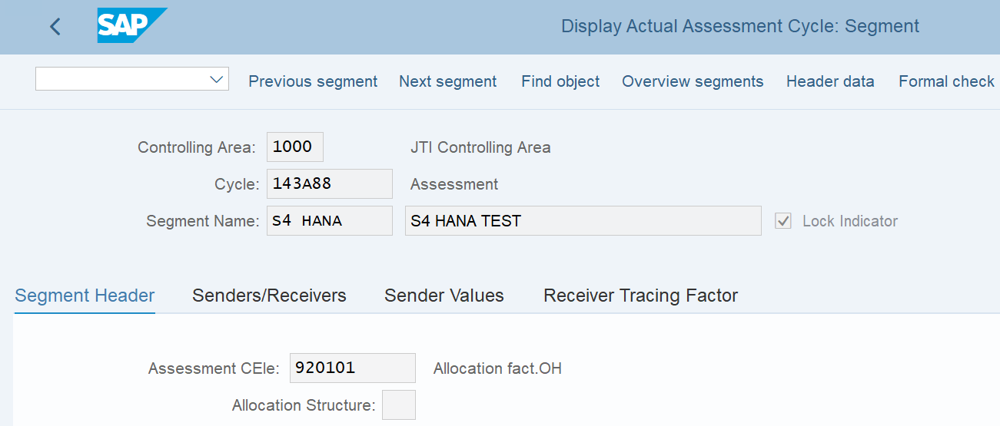 SAP Display Actual Assessment Cycle: Segment
Previous segment Next segment Find object Overview segments Header data Formal check
Controlling Area: 1000 JTI Controlling Area
Cycle: 143A88 Assessment
Segment Name: S4 HANA S4 HANA TEST Lock Indicator
Segment Header Senders/Receivers Sender Values Receiver Tracing Factor
Assessment CEle: 920101 Allocation fact.OH
Allocation Structure: